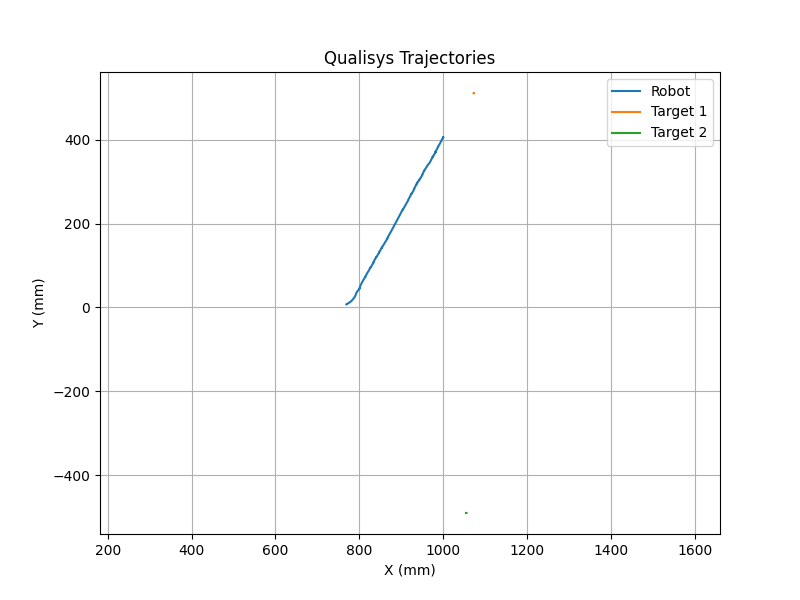 Qualisys Trajectories
Robot
Target 1
Target 2
400
200
0
−200
−400
Y (mm)
200 400 600 800 1000 1200 1400 1600
X (mm)